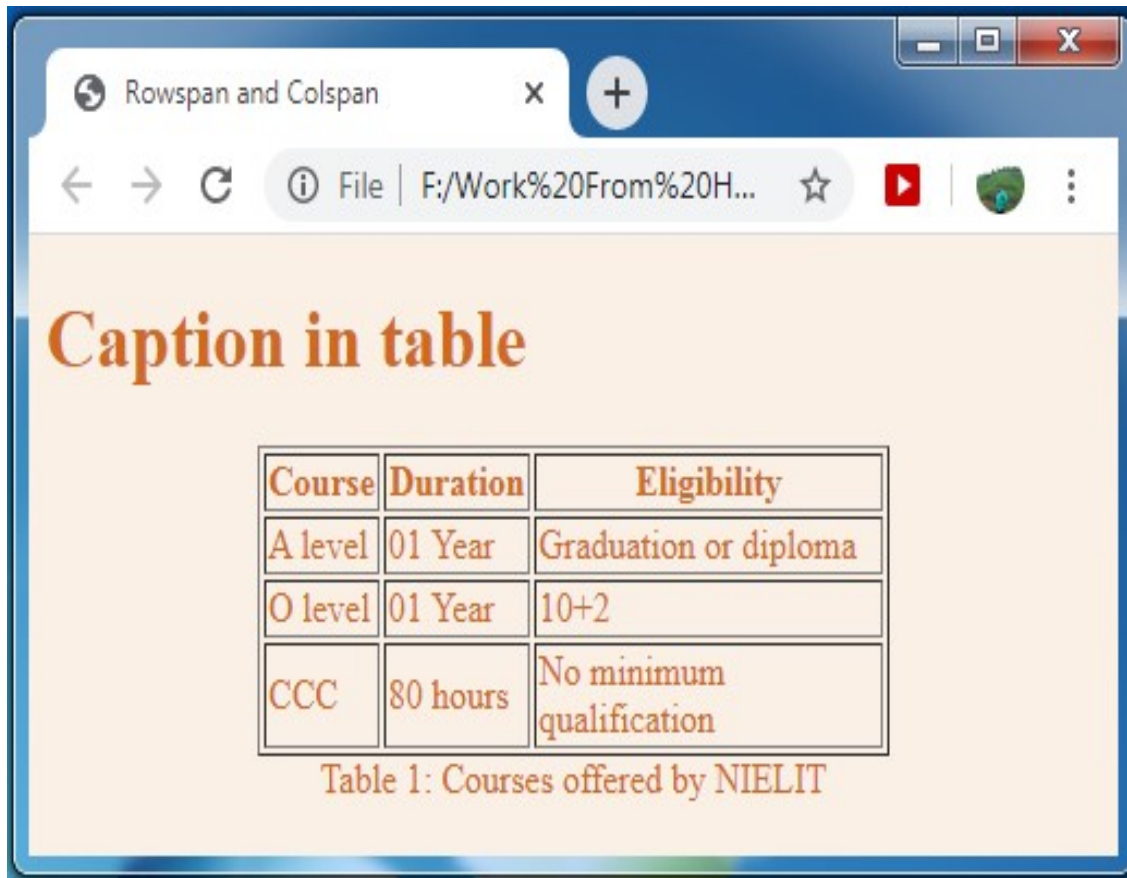 Rowspan and Colspan
File F:/Work%20From%20H...
Caption in table
Course Duration Eligibility
A level 01 Year Graduation or diploma
O level 01 Year 10+2
CCC 80 hours No minimum
qualification
Table 1: Courses offered by NIELIT